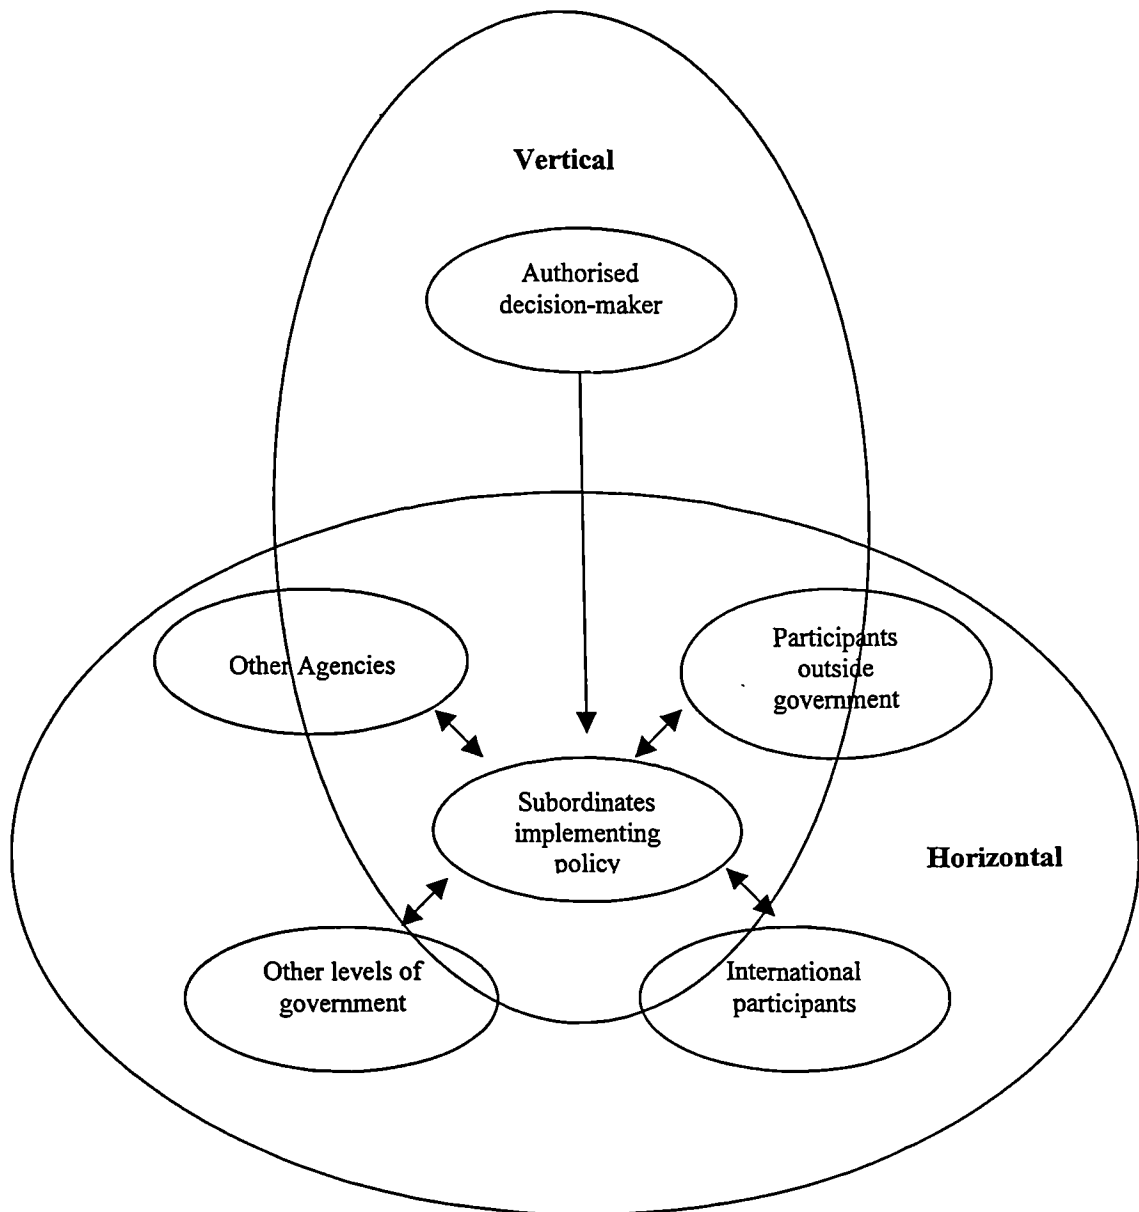 Vertical
Authorised
decision-maker
Other Agencies
Participants
outside
government
Subordinates
implementing
policy
Horizontal
Other levels of
government
International
participants